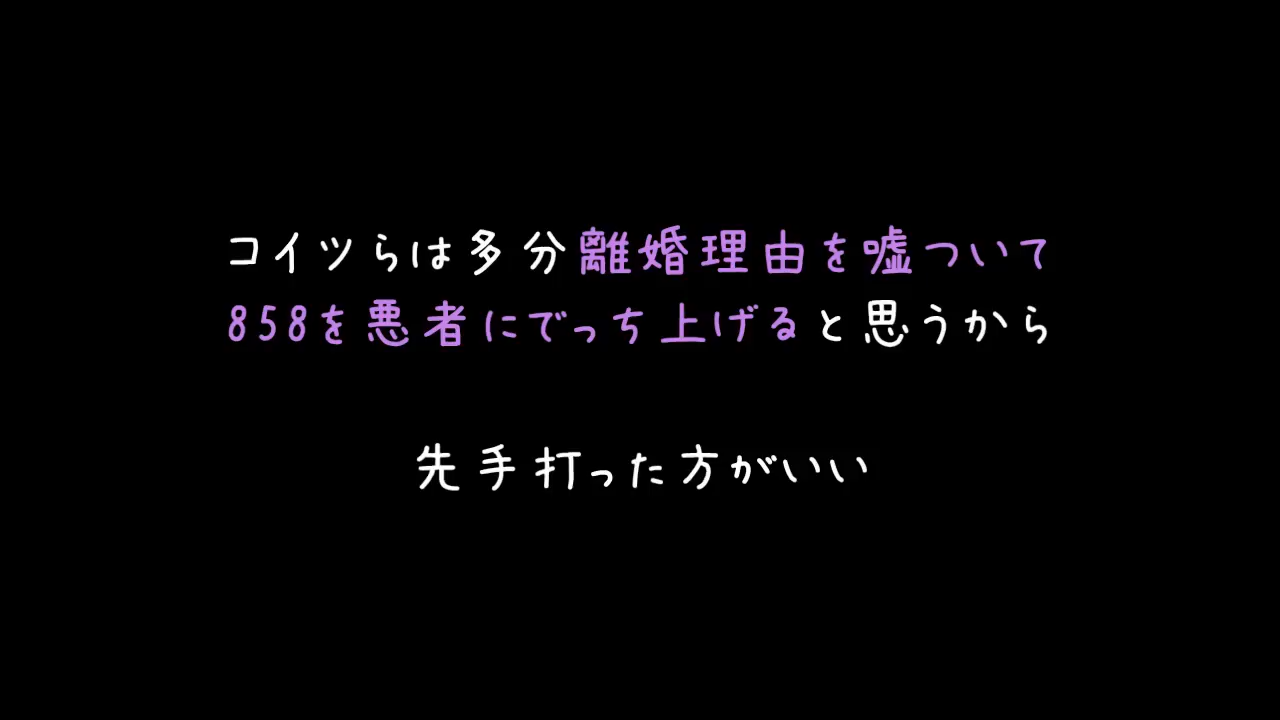 コイツらは多分離婚理由を嘘ついて
858を悪者にでっち上げると思うから
先手打った方がいい